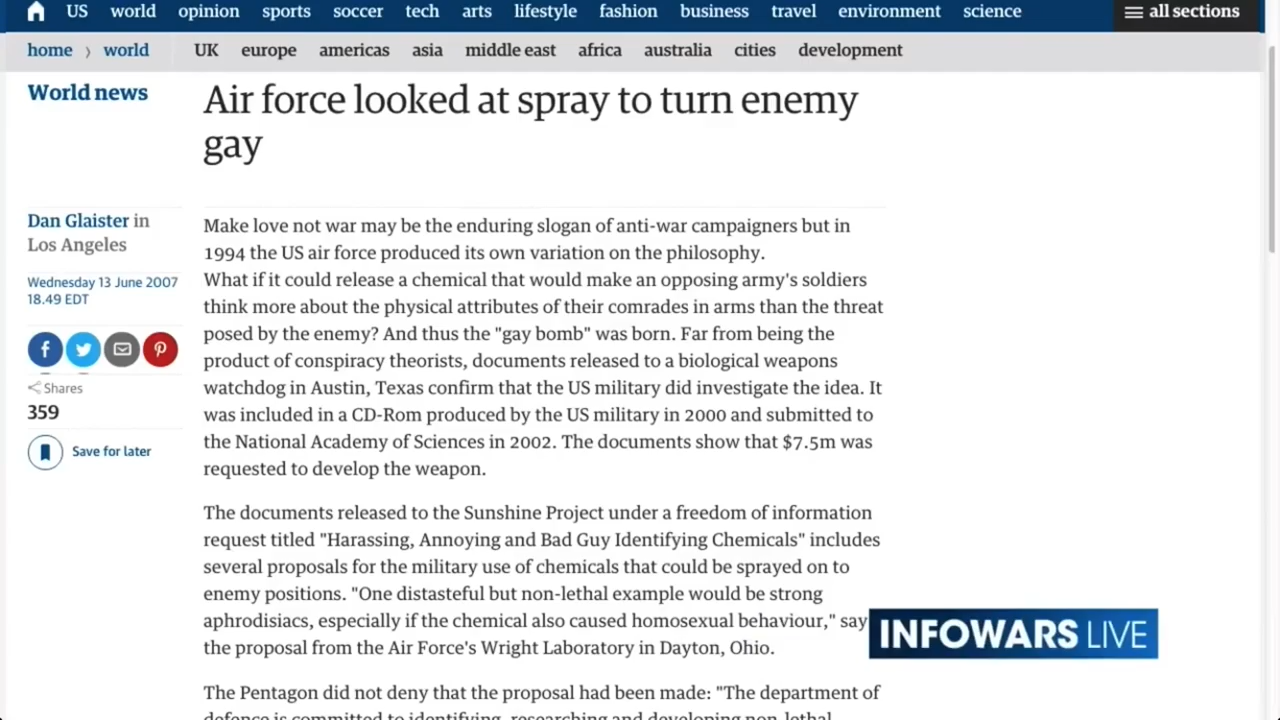 US world opinion sports soccer tech arts lifestyle fashion business travel environment science all sections
home › world UK europe americas asia middle east africa australia cities development
World news
Air force looked at spray to turn enemy
gay
Dan Glaister in
Los Angeles
Wednesday 13 June 2007
18.49 EDT
Shares
359
Save for later
Make love not war may be the enduring slogan of anti-war campaigners but in
1994 the US air force produced its own variation on the philosophy.
What if it could release a chemical that would make an opposing army's soldiers
think more about the physical attributes of their comrades in arms than the threat
posed by the enemy? And thus the "gay bomb" was born. Far from being the
product of conspiracy theorists, documents released to a biological weapons
watchdog in Austin, Texas confirm that the US military did investigate the idea. It
was included in a CD-Rom produced by the US military in 2000 and submitted to
the National Academy of Sciences in 2002. The documents show that $7.5m was
requested to develop the weapon.
The documents released to the Sunshine Project under a freedom of information
request titled "Harassing, Annoying and Bad Guy Identifying Chemicals" includes
several proposals for the military use of chemicals that could be sprayed on to
enemy positions. "One distasteful but non-lethal example would be strong
aphrodisiacs, especially if the chemical also caused homosexual behaviour," say
the proposal from the Air Force's Wright Laboratory in Dayton, Ohio.
The Pentagon did not deny that the proposal had been made: "The department of
defence is committed to identifying, researching and developing non-lethal
INFOWARS LIVE